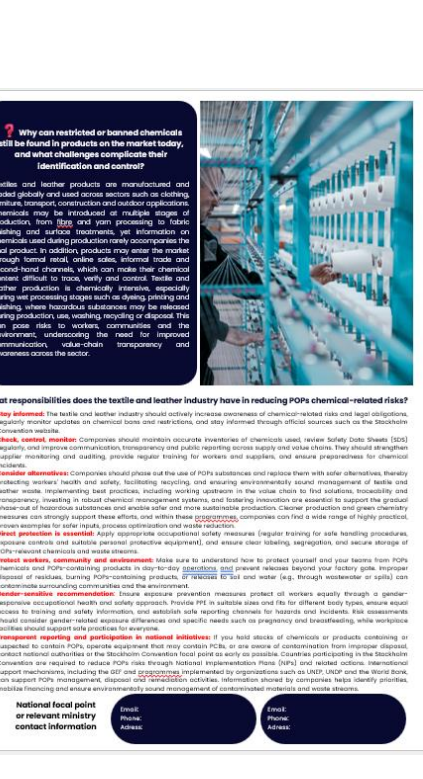 ❓ Why can restricted or banned chemicals
still be found in products on the market today,
and what challenges complicate their
identification and control?
extiles and leather products are manufactured and
oded globally and used across sectors such as clothing,
rniture, transport, construction and outdoor applications.
hemicals may be introduced at multiple stages of
oduction, from fibre and yarn processing to fabric
ishing and surface treatments, yet information on
hemicals used during production rarely accompanies the
al product. In addition, products may enter the market
rough formal retail, online sales, informal trade and
cond-hand channels, which can make their chemical
ntent difficult to trace, verify and control. Textile and
ather production is chemically intensive, especially
ring wet processing stages such as dyeing, printing and
ishing, where hazardous substances may be released
ring production, use, washing, recycling or disposal. This
n pose risks to workers, communities and the
vironment, underscoring the need for improved
mmunication, value-chain transparency and
wareness across the sector.
at responsibilities does the textile and leather industry have in reducing POPs chemical-related risks?
Stay informed: The textile and leather industry should actively increase awareness of chemical-related risks and legal obligations,
egularly monitor updates on chemical bans and restrictions, and stay informed through official sources such as the Stockholm
Convention website.
Check, control, monitor: Companies should maintain accurate inventories of chemicals used, review Safety Data Sheets (SDS)
egularly, and improve communication, transparency and public reporting across supply and value chains. They should strengthen
upplier monitoring and auditing, provide regular training for workers and suppliers, and ensure preparedness for chemical
ncidents.
Consider alternatives: Companies should phase out the use of POPs substances and replace them with safer alternatives, thereby
rotecting workers' health and safety, facilitating recycling, and ensuring environmentally sound management of textile and
eather waste. Implementing best practices, including working upstream in the value chain to find solutions, traceability and
ransparency, investing in robust chemical management systems, and fostering innovation are essential to support the gradual
phase-out of hazardous substances and enable safer and more sustainable production. Cleaner production and green chemistry
measures can strongly support these efforts, and within these programmes, companies can find a wide range of highly practical,
proven examples for safer inputs, process optimization and waste reduction.
Direct protection is essential: Apply appropriate occupational safety measures (regular training for safe handling procedures,
xposure controls and suitable personal protective equipment), and ensure clear labeling, segregation, and secure storage of
POPs-relevant chemicals and waste streams.
Protect workers, community and environment: Make sure to understand how to protect yourself and your teams from POPs
hemicals and POPs-containing products in day-to-day operations, and prevent releases beyond your factory gate. Improper
disposal of residues, burning POPs-containing products, or releases to soil and water (e.g., through wastewater or spills) can
ontaminate surrounding communities and the environment.
Gender-sensitive recommendation: Ensure exposure prevention measures protect all workers equally through a gender-
esponsive occupational health and safety approach. Provide PPE in suitable sizes and fit for different body types, ensure equal
ccess to training and safety information, and establish safe reporting channels for hazards and incidents. Risk assessments
hould consider gender-related exposure differences and specific needs such as pregnancy and breastfeeding, while workplace
acilities should support safe practices for everyone.
Transparent reporting and participation in national initiatives: If you hold stocks of chemicals or products containing or
uspected to contain POPs, operate equipment that may contain PCBs, or are aware of contamination from improper disposal,
ontact national authorities or the Stockholm Convention focal point as early as possible. Countries participating in the Stockholm
Convention are required to reduce POPs risks through National Implementation Plans (NIPs) and related actions. International
upport mechanisms, including the GEF and programmes implemented by organizations such as UNEP, UNDP and the World Bank,
an support POPs management, disposal and remediation activities. Information shared by companies helps identify priorities,
mobilize financing and ensure environmentally sound management of contaminated materials and waste streams.
National focal point
or relevant ministry
contact information
Email:
Phone:
Adress:
Email:
Phone:
Adress: